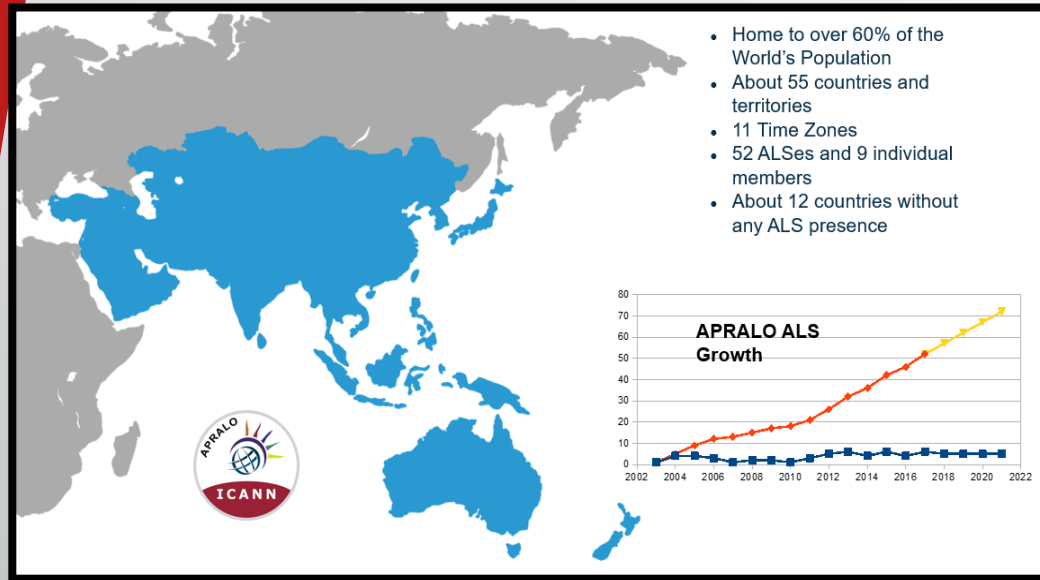 • Home to over 60% of the
World's Population
• About 55 countries and
territories
• 11 Time Zones
• 52 ALSes and 9 individual
members
• About 12 countries without
any ALS presence
APRALO ALS
Growth
80
70
60
50
40
30
20
10
0
2002 2004 2006 2008 2010 2012 2014 2016 2018 2020 2022
APRALO
ICANN